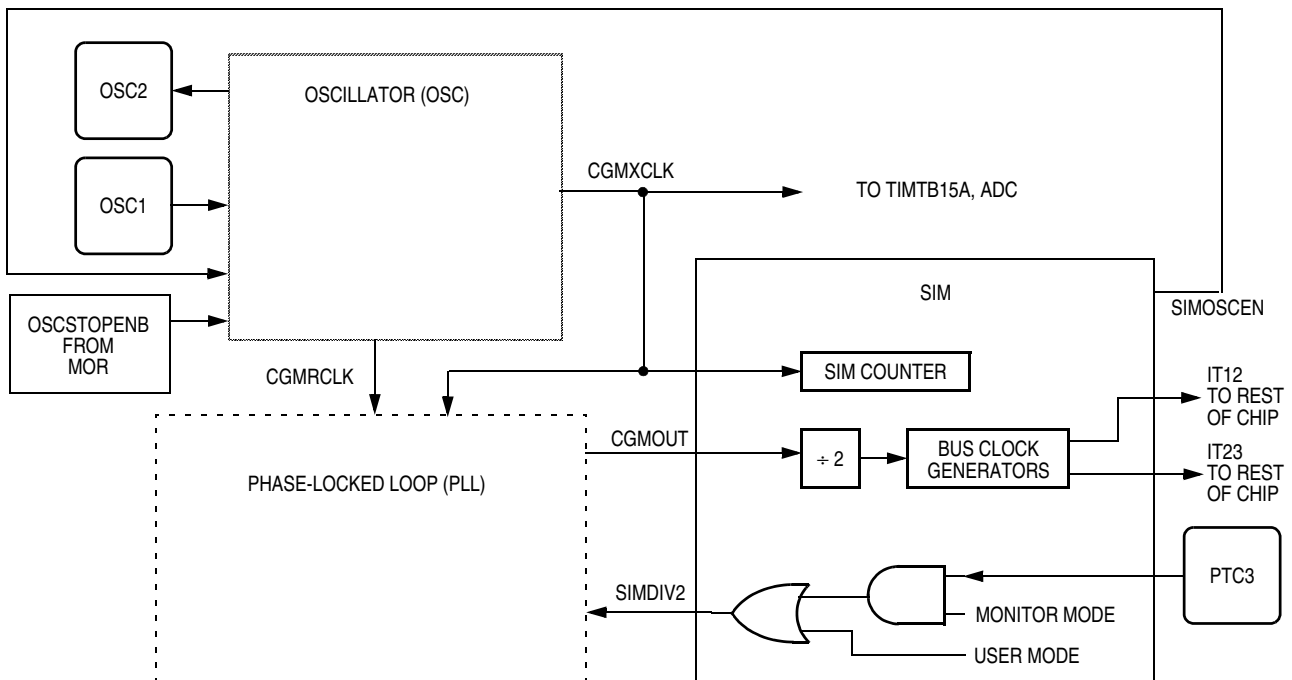 OSC2
OSCILLATOR (OSC)
OSC1
CGMXCLK
TO TIMTB15A, ADC
SIM
SIMOSCEN
OSCSTOPENB
FROM
MOR
CGMRCLK
SIM COUNTER
IT12
TO REST
OF CHIP
CGMOUT
÷ 2
BUS CLOCK
GENERATORS
IT23
TO REST
OF CHIP
PHASE-LOCKED LOOP (PLL)
PTC3
SIMDIV2
MONITOR MODE
USER MODE